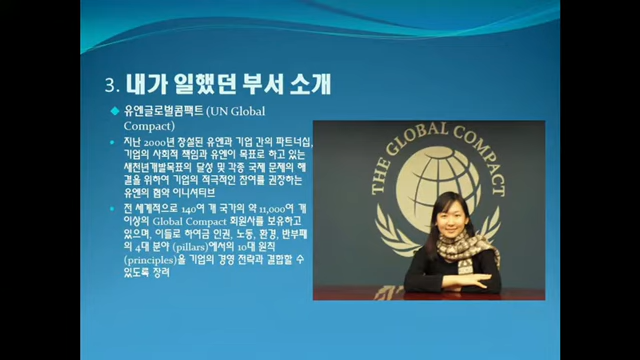 3. 내가 일했던 부서 소개
유엔글로벌콤팩트 (UN Global
Compact)
지난 2000년 창설된 유엔과 기업 간의 파트너십,
기업의 사회적 책임과 유엔이 목표로 하고 있는
새천년개발목표의 달성 및 각종 국제 문제의 해
결을 위하여 기업의 적극적인 참여를 권장하는
유엔의 협약 이니셔티브
전 세계적으로 140여 개 국가의 약 11,000여 개
이상의 Global Compact 회원사를 보유하고
있으며, 이들로 하여금 인권, 노동, 환경, 반부패
의 4대 분야 (pillars)에서의 10대 원칙
(principles)을 기업의 경영 전략과 결합할 수
있도록 장려
THE GLOBAL COMPACT